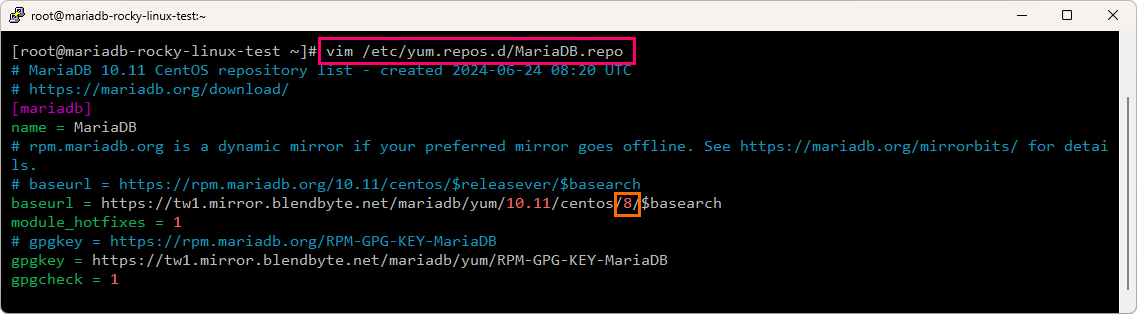 root@mariadb-rocky-linux-test:~
[root@mariadb-rocky-linux-test ~]# vim /etc/yum.repos.d/MariaDB.repo
# MariaDB 10.11 CentOS repository list - created 2024-06-24 08:20 UTC
# https://mariadb.org/download/
[mariadb]
name = MariaDB
# rpm.mariadb.org is a dynamic mirror if your preferred mirror goes offline. See https://mariadb.org/mirrorbits/ for detai
ls.
# baseurl = https://rpm.mariadb.org/10.11/centos/$releasever/$basearch
baseurl = https://tw1.mirror.blendbyte.net/mariadb/yum/10.11/centos/8/$basearch
module_hotfixes = 1
# gpgkey = https://rpm.mariadb.org/RPM-GPG-KEY-MariaDB
gpgkey = https://tw1.mirror.blendbyte.net/mariadb/yum/RPM-GPG-KEY-MariaDB
gpgcheck = 1